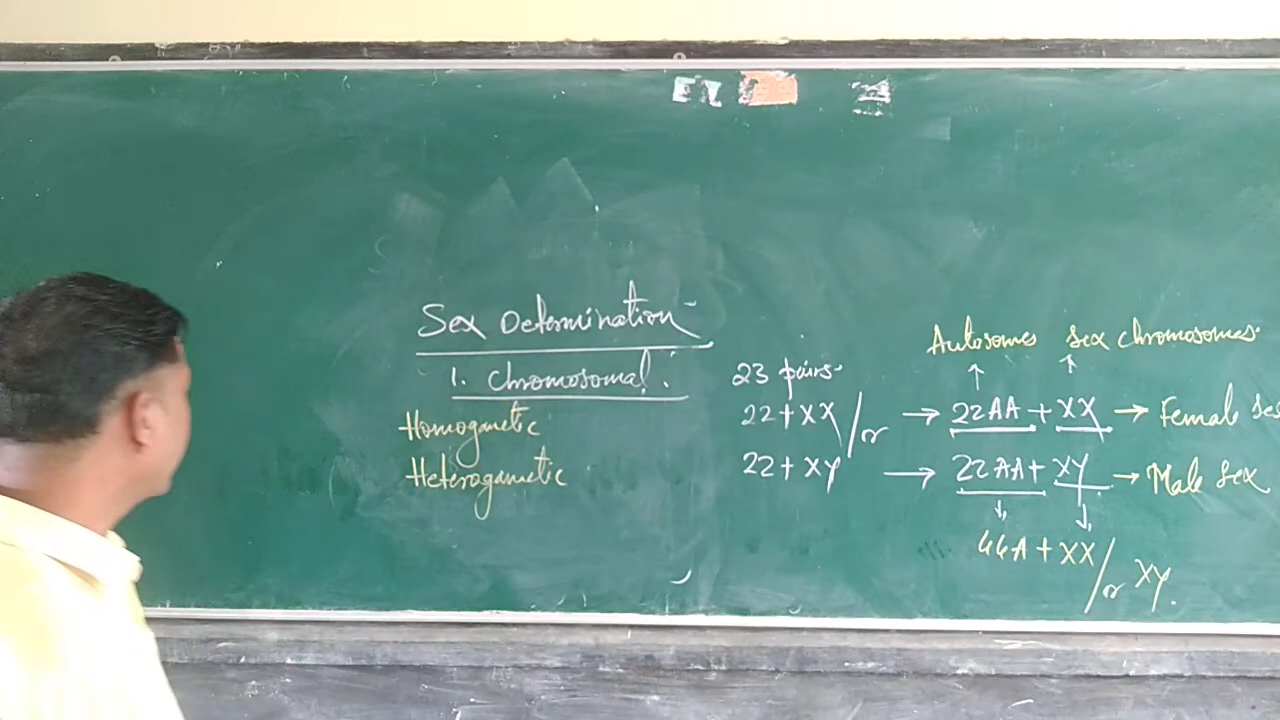 Sex Determination
1. Chromosomal.
Homogametic
Heterogametic
23 pairs.
22 + XX / or
22 + XY
Autosomes Sex chromosomes.
→ 22AA + XX → Female Sex
→ 22AA + XY → Male Sex
44A + XX / or XY.